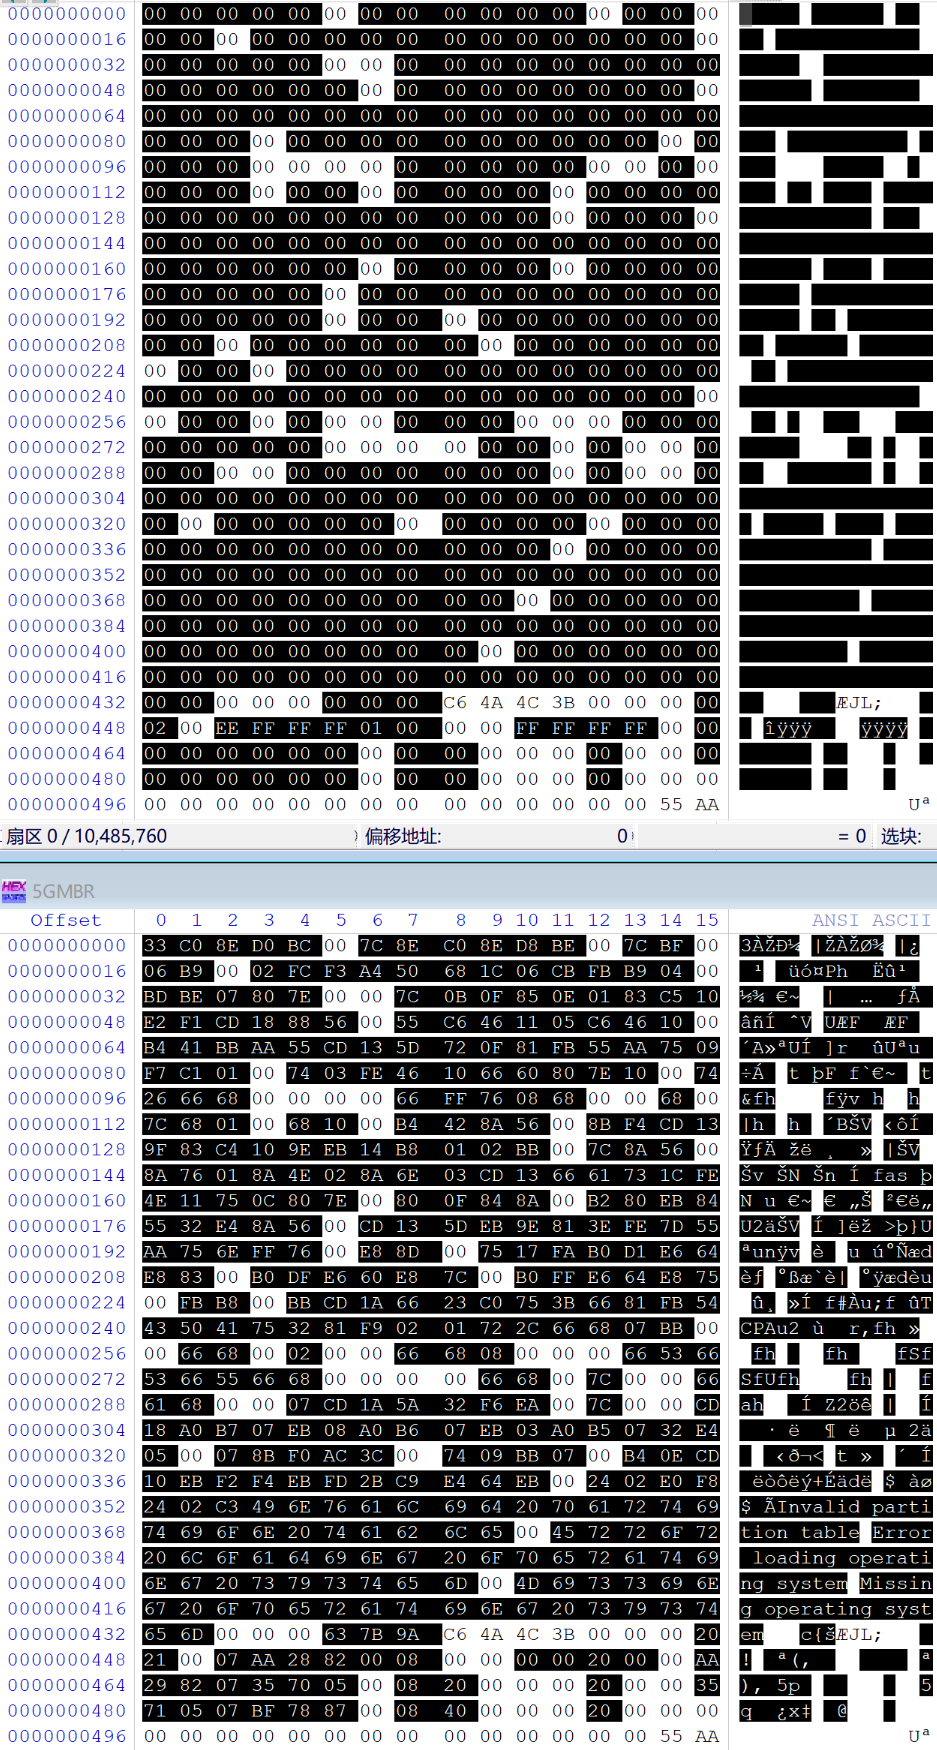 0000000000 00 00 00 00 00 00 00 00 00 00 00 00 00 00 00 00
0000000016 00 00 00 00 00 00 00 00 00 00 00 00 00 00 00 00
0000000032 00 00 00 00 00 00 00 00 00 00 00 00 00 00 00 00
0000000048 00 00 00 00 00 00 00 00 00 00 00 00 00 00 00 00
0000000064 00 00 00 00 00 00 00 00 00 00 00 00 00 00 00 00
0000000080 00 00 00 00 00 00 00 00 00 00 00 00 00 00 00 00
0000000096 00 00 00 00 00 00 00 00 00 00 00 00 00 00 00 00
0000000112 00 00 00 00 00 00 00 00 00 00 00 00 00 00 00 00
0000000128 00 00 00 00 00 00 00 00 00 00 00 00 00 00 00 00
0000000144 00 00 00 00 00 00 00 00 00 00 00 00 00 00 00 00
0000000160 00 00 00 00 00 00 00 00 00 00 00 00 00 00 00 00
0000000176 00 00 00 00 00 00 00 00 00 00 00 00 00 00 00 00
0000000192 00 00 00 00 00 00 00 00 00 00 00 00 00 00 00 00
0000000208 00 00 00 00 00 00 00 00 00 00 00 00 00 00 00 00
0000000224 00 00 00 00 00 00 00 00 00 00 00 00 00 00 00 00
0000000240 00 00 00 00 00 00 00 00 00 00 00 00 00 00 00 00
0000000256 00 00 00 00 00 00 00 00 00 00 00 00 00 00 00 00
0000000272 00 00 00 00 00 00 00 00 00 00 00 00 00 00 00 00
0000000288 00 00 00 00 00 00 00 00 00 00 00 00 00 00 00 00
0000000304 00 00 00 00 00 00 00 00 00 00 00 00 00 00 00 00
0000000320 00 00 00 00 00 00 00 00 00 00 00 00 00 00 00 00
0000000336 00 00 00 00 00 00 00 00 00 00 00 00 00 00 00 00
0000000352 00 00 00 00 00 00 00 00 00 00 00 00 00 00 00 00
0000000368 00 00 00 00 00 00 00 00 00 00 00 00 00 00 00 00
0000000384 00 00 00 00 00 00 00 00 00 00 00 00 00 00 00 00
0000000400 00 00 00 00 00 00 00 00 00 00 00 00 00 00 00 00
0000000416 00 00 00 00 00 00 00 00 00 00 00 00 00 00 00 00
0000000432 00 00 00 00 00 00 00 00 C6 4A 4C 3B 00 00 00 00 ÆJL;
0000000448 02 00 EE FF FF FF 01 00 00 00 FF FF FF FF 00 00 îÿÿÿ ÿÿÿÿ
0000000464 00 00 00 00 00 00 00 00 00 00 00 00 00 00 00 00
0000000480 00 00 00 00 00 00 00 00 00 00 00 00 00 00 00 00
0000000496 00 00 00 00 00 00 00 00 00 00 00 00 00 00 55 AA Uª
扇区 0 / 10,485,760 偏移地址: 0 = 0 选块:
HEX 5GMBR
Offset 0 1 2 3 4 5 6 7 8 9 10 11 12 13 14 15 ANSI ASCII
0000000000 33 C0 8E D0 BC 00 7C 8E C0 8E D8 BE 00 7C BF 00 3ÀŽÐ¼ |ŽÀŽØ¾ |¿
0000000016 06 B9 00 02 FC F3 A4 50 68 1C 06 CB FB B9 04 00 ¹ üó¤Ph Ëû¹
0000000032 BD BE 07 80 7E 00 00 7C 0B 0F 85 0E 01 83 C5 10 ½¾ €~ | … ƒÅ
0000000048 E2 F1 CD 18 88 56 00 55 C6 46 11 05 C6 46 10 00 âñÍ ˆV UÆF ÆF
0000000064 B4 41 BB AA 55 CD 13 5D 72 0F 81 FB 55 AA 75 09 ´A»ªUÍ ]r ûUªu
0000000080 F7 C1 01 00 74 03 FE 46 10 66 60 80 7E 10 00 74 ÷Á t þF f`€~ t
0000000096 26 66 68 00 00 00 00 66 FF 76 08 68 00 00 68 00 &fh fÿv h h
0000000112 7C 68 01 00 68 10 00 B4 42 8A 56 00 8B F4 CD 13 |h h ´BŠV ‹ôÍ
0000000128 9F 83 C4 10 9E EB 14 B8 01 02 BB 00 7C 8A 56 00 ŸƒÄ žë ¸ » |ŠV
0000000144 8A 76 01 8A 4E 02 8A 6E 03 CD 13 66 61 73 1C FE Šv ŠN Šn Í fas þ
0000000160 4E 11 75 0C 80 7E 00 80 0F 84 8A 00 B2 80 EB 84 N u €~ € „Š ²€ë„
0000000176 55 32 E4 8A 56 00 CD 13 5D EB 9E 81 3E FE 7D 55 U2äŠV Í ]ëž >þ}U
0000000192 AA 75 6E FF 76 00 E8 8D 00 75 17 FA B0 D1 E6 64 ªunÿv è u ú°Ñæd
0000000208 E8 83 00 B0 DF E6 60 E8 7C 00 B0 FF E6 64 E8 75 èƒ °ßæ`è| °ÿædèu
0000000224 00 FB B8 00 BB CD 1A 66 23 C0 75 3B 66 81 FB 54 û¸ »Í f#Àu;f ûT
0000000240 43 50 41 75 32 81 F9 02 01 72 2C 66 68 07 BB 00 CPAu2 ù r,fh »
0000000256 00 66 68 00 02 00 00 66 68 08 00 00 00 66 53 66 fh fh fSf
0000000272 53 66 55 66 68 00 00 00 00 66 68 00 7C 00 00 66 SfUfh fh | f
0000000288 61 68 00 00 07 CD 1A 5A 32 F6 EA 00 7C 00 00 CD ah Í Z2öê | Í
0000000304 18 A0 B7 07 EB 08 A0 B6 07 EB 03 A0 B5 07 32 E4 · ë ¶ ë µ 2ä
0000000320 05 00 07 8B F0 AC 3C 00 74 09 BB 07 00 B4 0E CD ‹ð¬< t » ´ Í
0000000336 10 EB F2 F4 EB FD 2B C9 E4 64 EB 00 24 02 E0 F8 ëòôëý+Éädë $ àø
0000000352 24 02 C3 49 6E 76 61 6C 69 64 20 70 61 72 74 69 $ ÃInvalid parti
0000000368 74 69 6F 6E 20 74 61 62 6C 65 00 45 72 72 6F 72 tion table Error
0000000384 20 6C 6F 61 64 69 6E 67 20 6F 70 65 72 61 74 69 loading operati
0000000400 6E 67 20 73 79 73 74 65 6D 00 4D 69 73 73 69 6E ng system Missin
0000000416 67 20 6F 70 65 72 61 74 69 6E 67 20 73 79 73 74 g operating syst
0000000432 65 6D 00 00 00 63 7B 9A C6 4A 4C 3B 00 00 00 20 em c{šÆJL;
0000000448 21 00 07 AA 28 82 00 08 00 00 00 00 20 00 00 AA ! ª(‚ ª
0000000464 29 82 07 35 70 05 00 08 20 00 00 00 20 00 00 35 )‚ 5p 5
0000000480 71 05 07 BF 78 87 00 08 40 00 00 00 20 00 00 00 q ¿x‡ @
0000000496 00 00 00 00 00 00 00 00 00 00 00 00 00 00 55 AA Uª